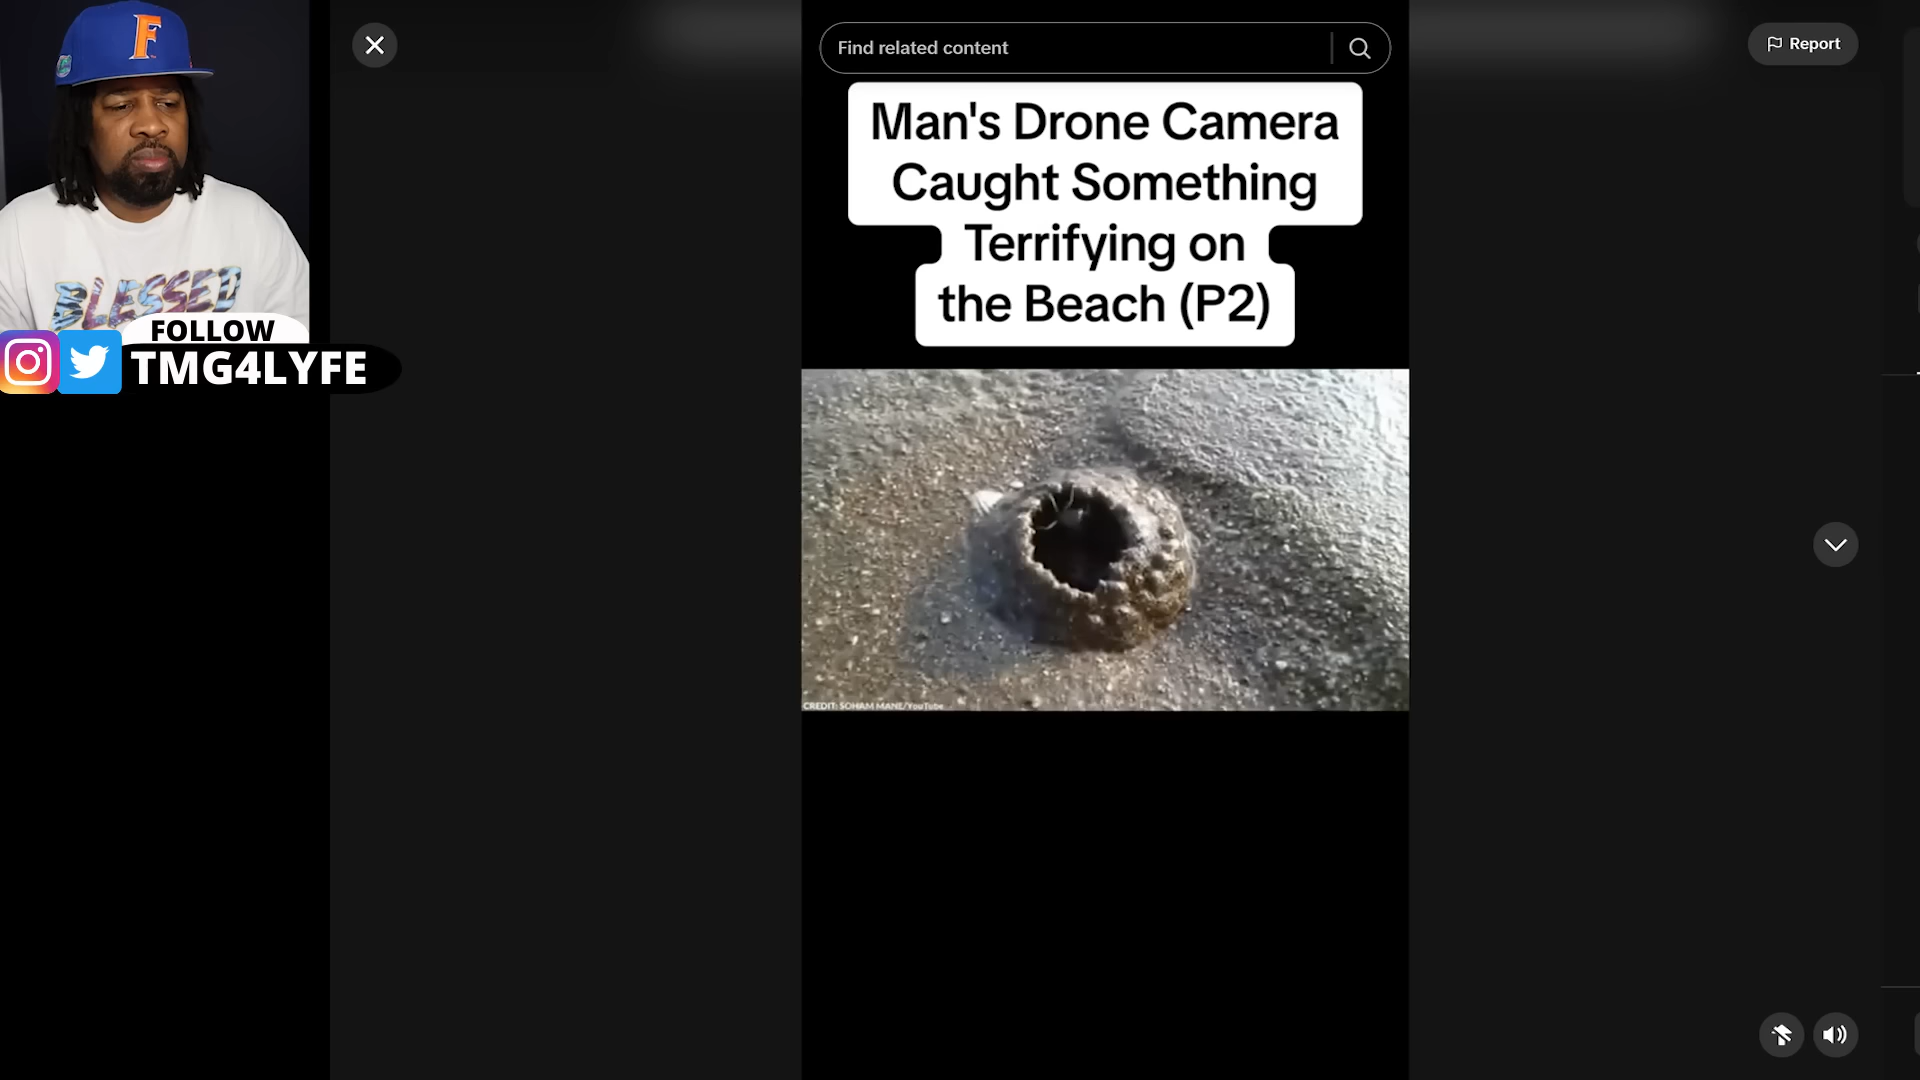 Find related content
Report
Man's Drone Camera
Caught Something
Terrifying on
the Beach (P2)
F
BLESSED
FOLLOW
TMG4LYFE
CREDIT: SOHAM MANE/YouTube